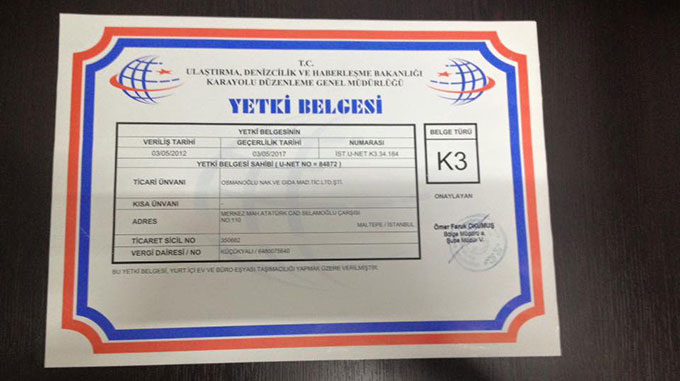 T.C.
ULAŞTIRMA, DENİZCİLİK VE HABERLEŞME BAKANLIĞI
KARAYOLU DÜZENLEME GENEL MÜDÜRLÜĞÜ
YETKİ BELGESİ
YETKİ BELGESİNİN
VERİLİŞ TARİHİ GEÇERLİLİK TARİHİ NUMARASI
03/05/2012 03/05/2017 İST.U-NET.K3.34.184
YETKİ BELGESİ SAHİBİ ( U-NET NO = 84872 )
TİCARİ ÜNVANI OSMANOĞLU NAK.VE GIDA MAD.TİC.LTD.ŞTİ.
KISA ÜNVANI -
ADRES MERKEZ MAH.ATATÜRK CAD.SELAMOĞLU ÇARŞISI
NO:110
MALTEPE / İSTANBUL
TİCARET SİCİL NO 350662
VERGİ DAİRESİ / NO KÜÇÜKYALI / 6480075640
BU YETKİ BELGESİ, YURT İÇİ EV VE BÜRO EŞYASI TAŞIMACILIĞI YAPMAK ÜZERE VERİLMİŞTİR.
BELGE TÜRÜ
K3
ONAYLAYAN
Ömer Faruk OKUMUŞ
Bölge Müdürü a.
Şube Müdür V.